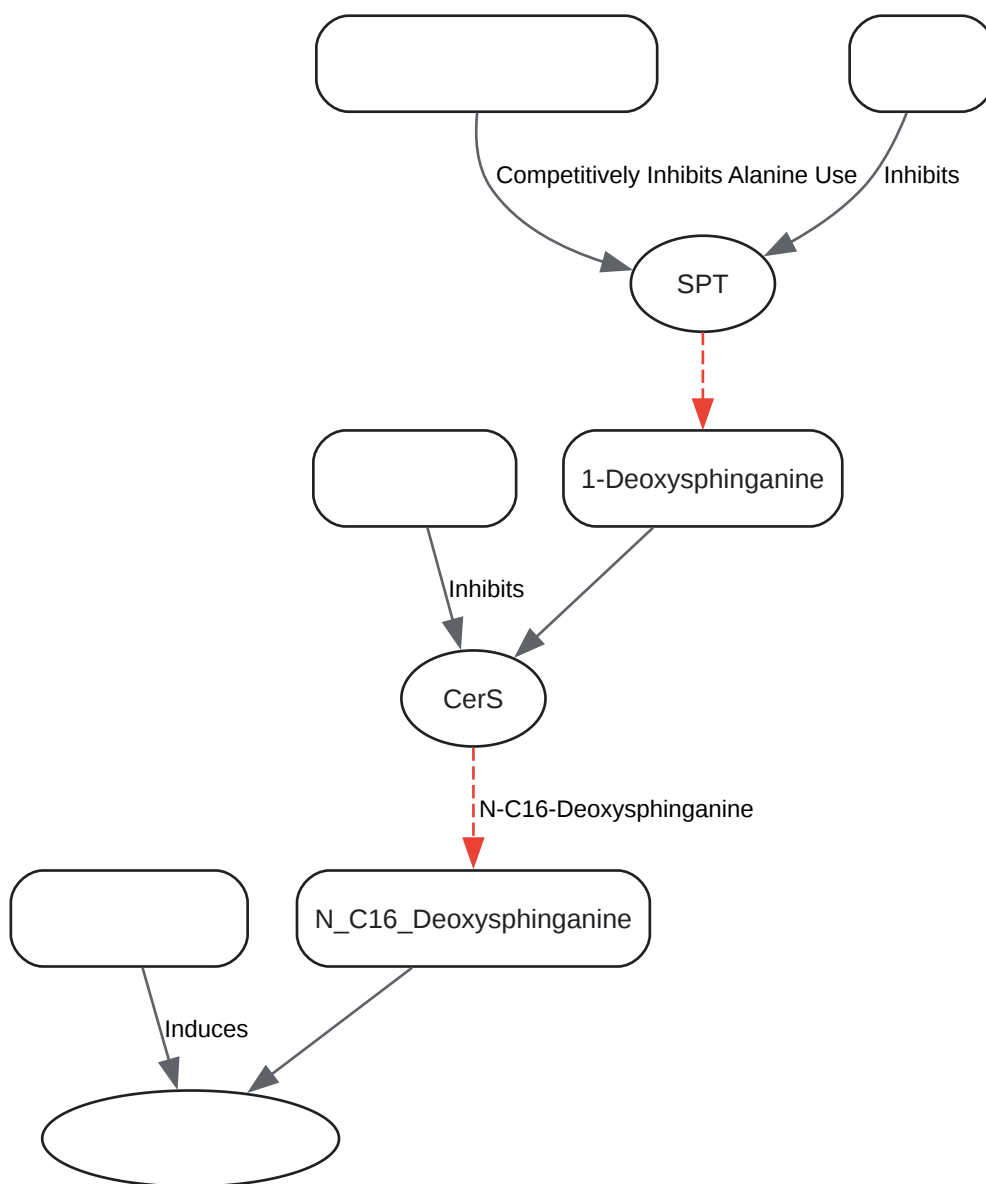 Competitively Inhibits Alanine Use
Inhibits
SPT
1-Deoxysphinganine
Inhibits
CerS
N-C16-Deoxysphinganine
N_C16_Deoxysphinganine
Induces